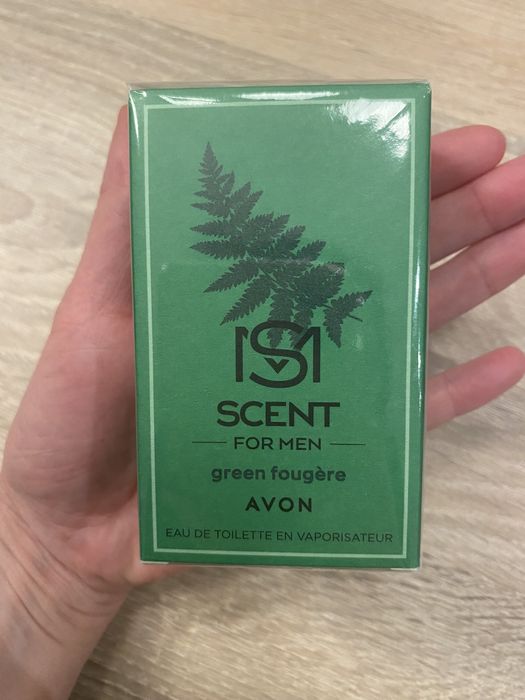 SM
SCENT
FOR MEN
green fougère
AVON
EAU DE TOILETTE EN VAPORISATEUR